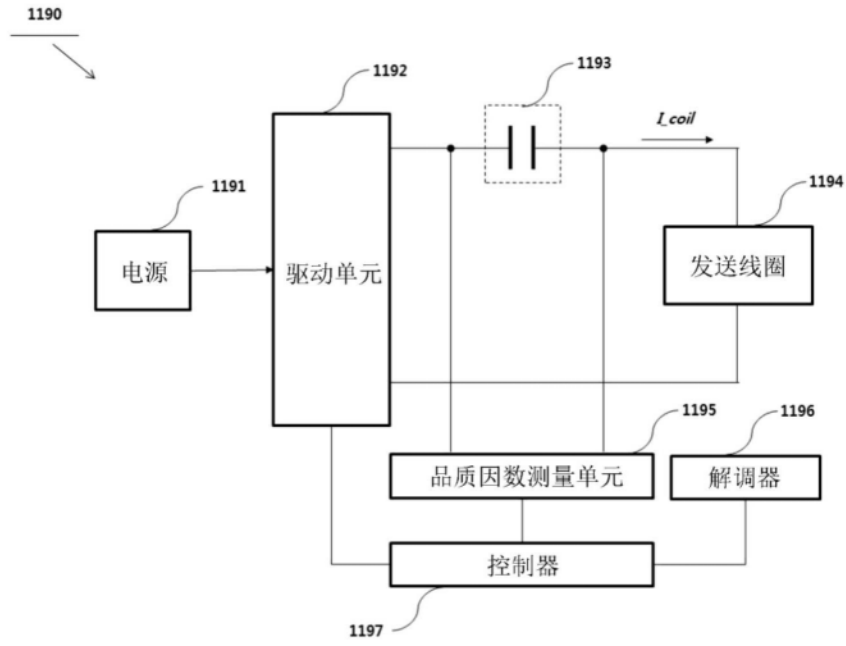 1190
1192
1193
I_coil
1191
1194
电源
驱动单元
发送线圈
1195
1196
品质因数测量单元
解调器
控制器
1197